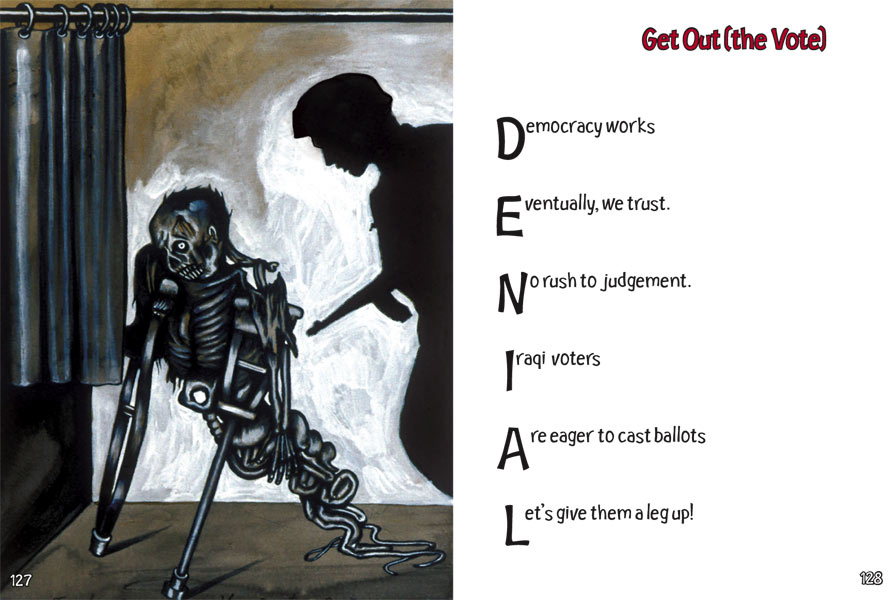 127
Get Out (the Vote)
Democracy works
Eventually, we trust.
No rush to judgement.
Iraqi voters
Are eager to cast ballots
Let's give them a leg up!
128